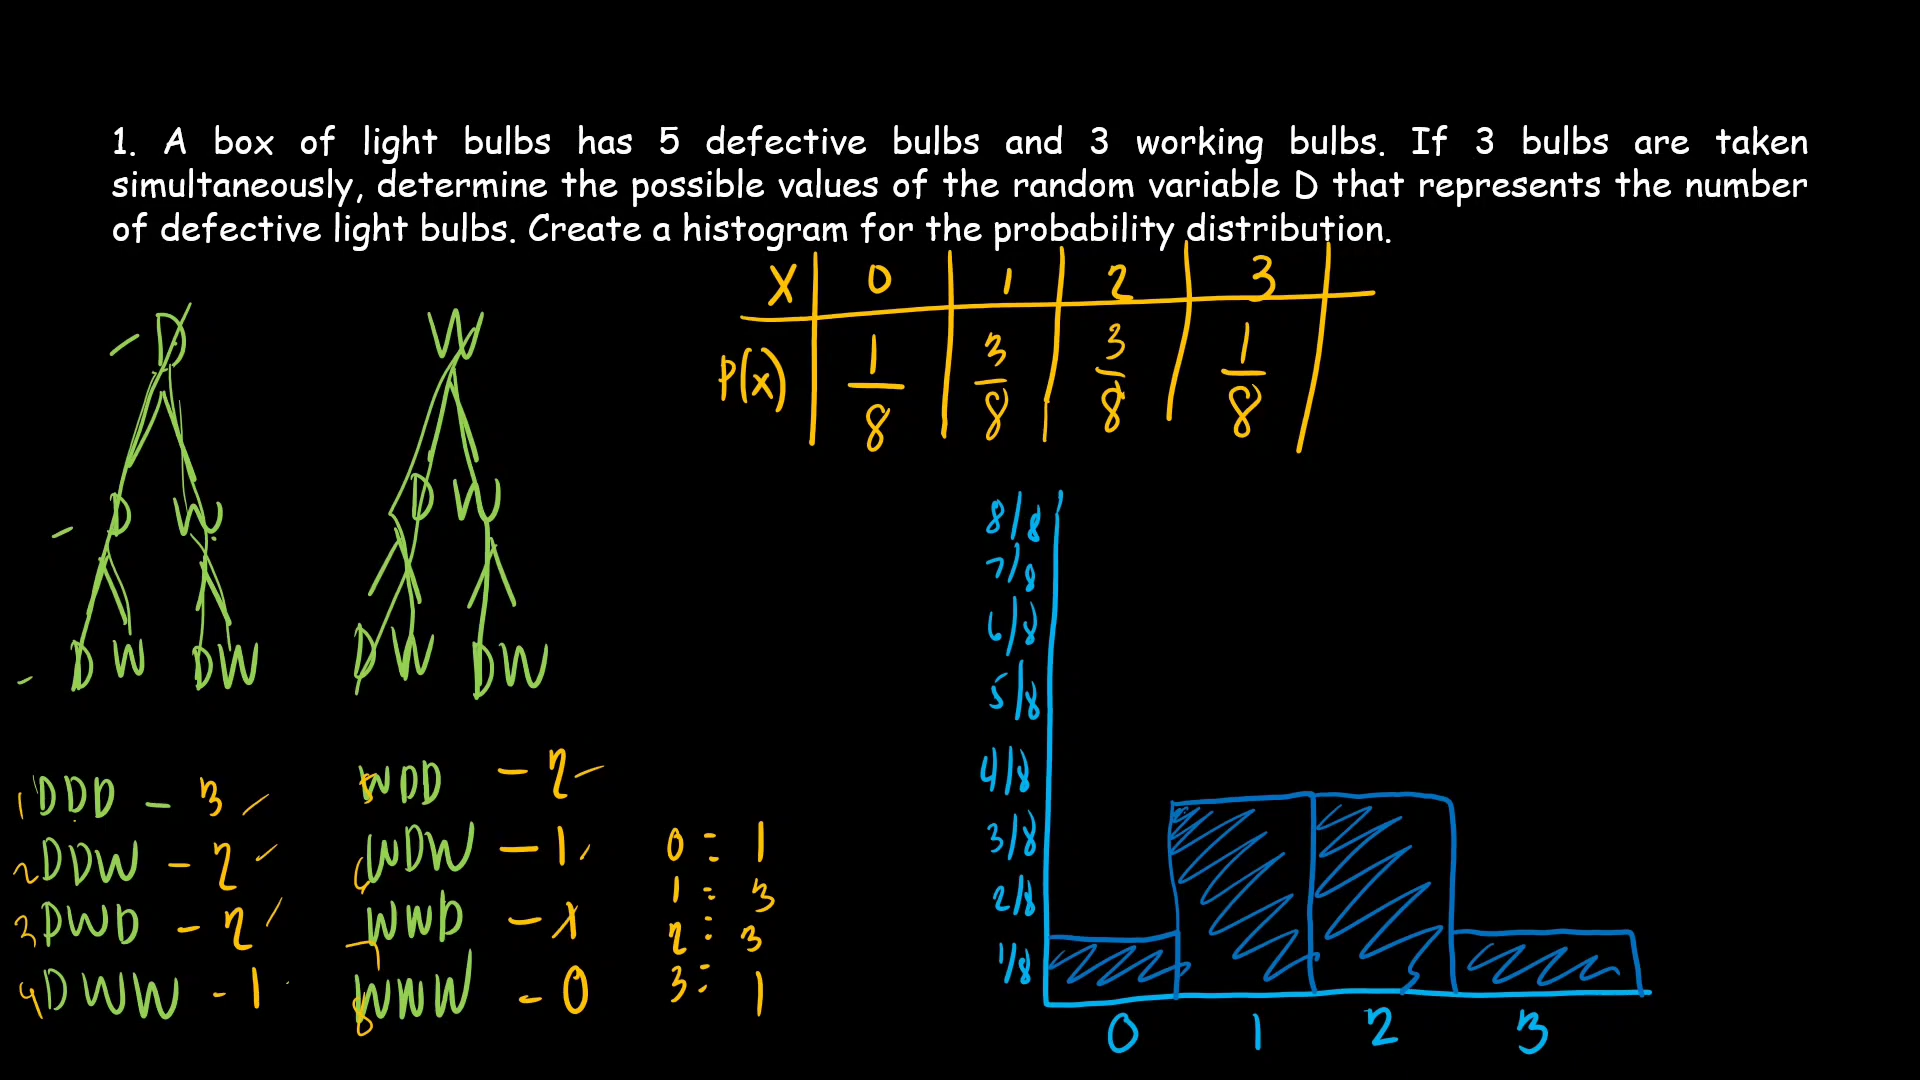 1. A box of light bulbs has 5 defective bulbs and 3 working bulbs. If 3 bulbs are taken
simultaneously, determine the possible values of the random variable D that represents the number
of defective light bulbs. Create a histogram for the probability distribution.
X 0 1 2 3
P(x) 1/8 3/8 3/8 1/8
D W
D W D W
D W D W D W D W
8/8
7/8
6/8
5/8
4/8
3/8
2/8
1/8
0 1 2 3
1 DDD - 3
2 DDW - 2
3 DWD - 2
4 DWW - 1
5 WDD - 2
6 WDW - 1
7 WWD - 1
8 WWW - 0
0 = 1
1 = 3
2 : 3
3 = 1